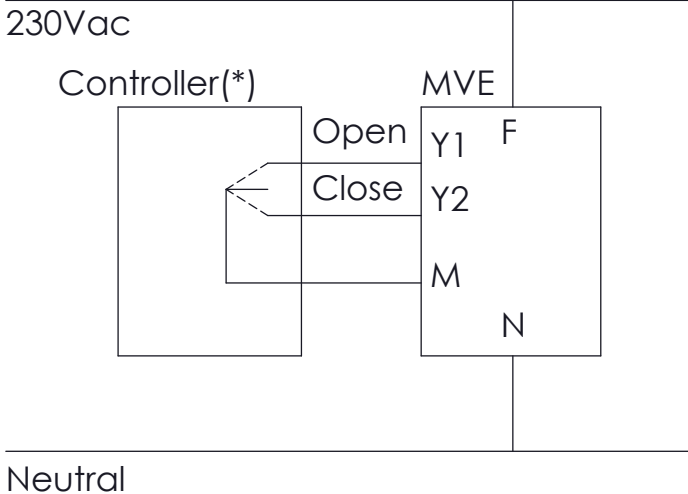 230Vac
Controller(*) MVE
Open Y1 F
Close Y2
M
N
Neutral